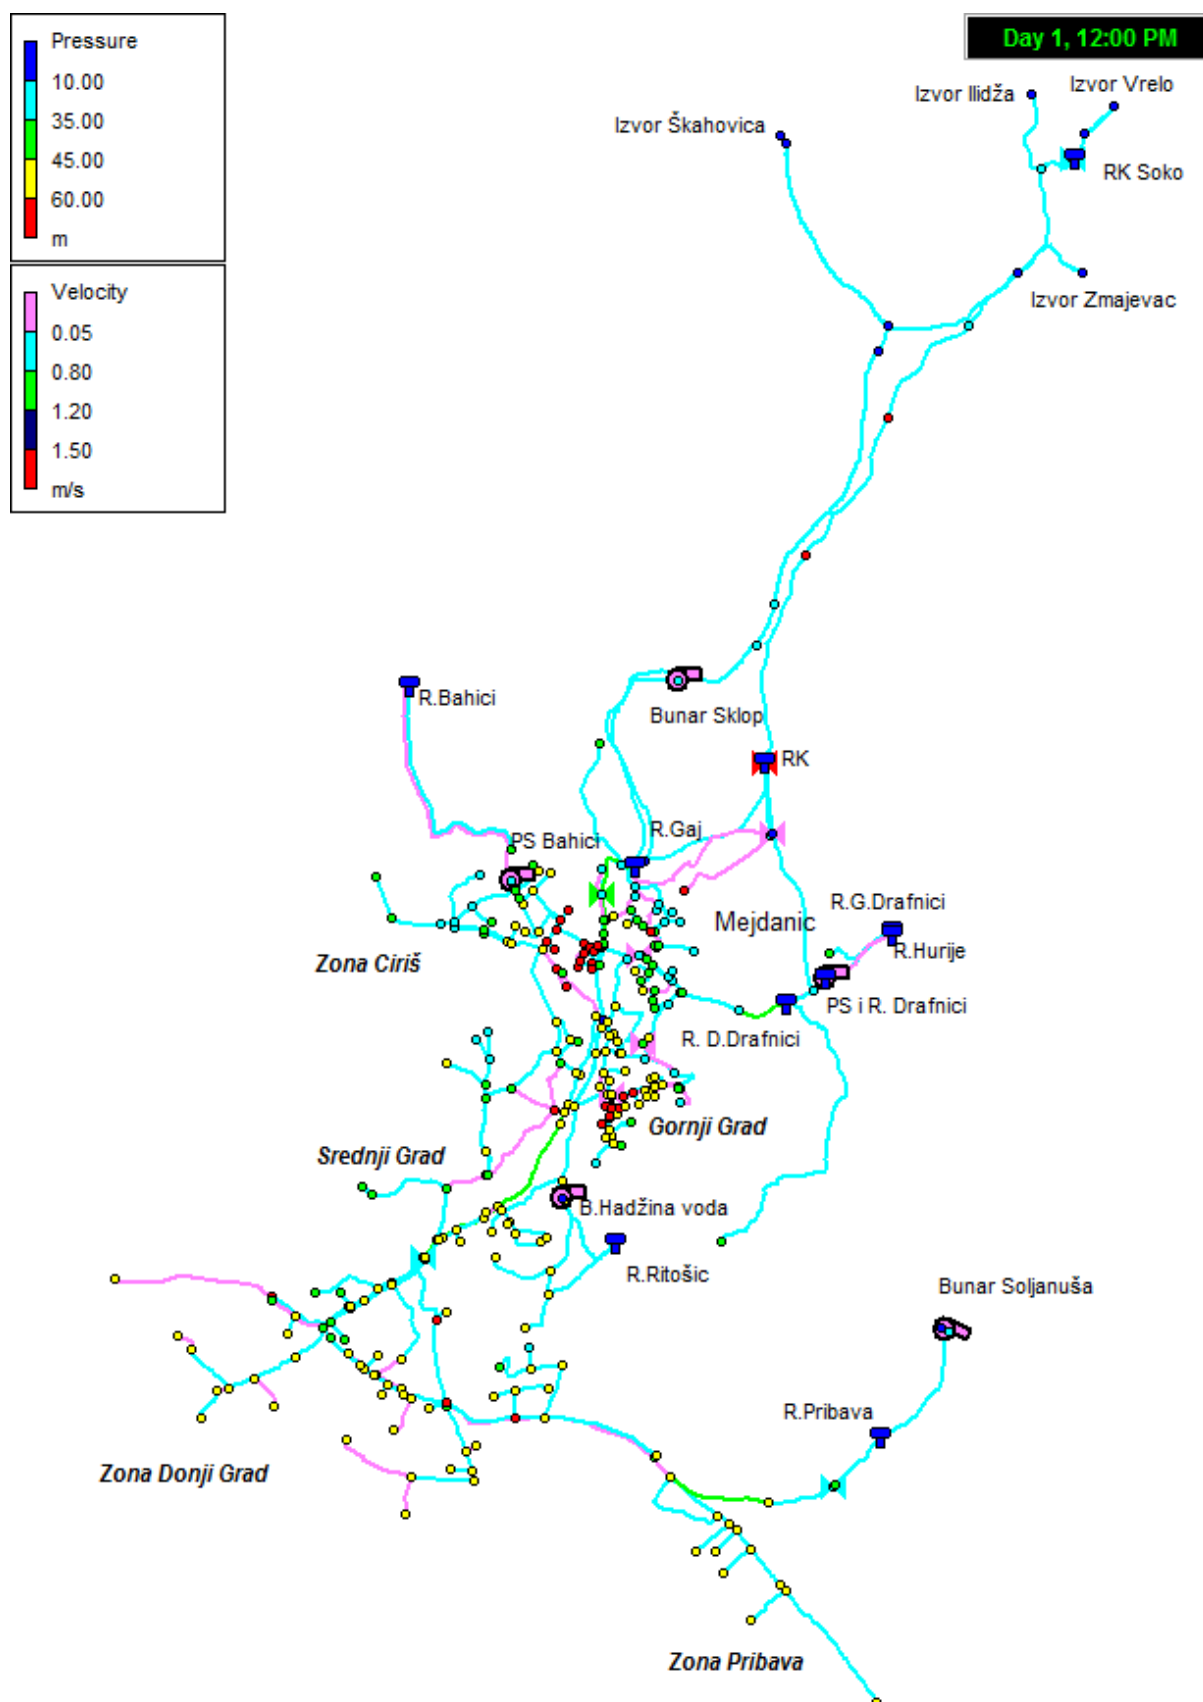 Pressure
10.00
35.00
45.00
60.00
m
Velocity
0.05
0.80
1.20
1.50
m/s
Day 1, 12:00 PM
Izvor Ilidža
Izvor Vrelo
Izvor Škahovica
RK Soko
Izvor Zmajevac
R.Bahici
Bunar Sklop
RK
PS Bahici
R.Gaj
R.G.Drafnici
Mejdanic
R.Hurije
Zona Ciriš
PS i R. Drafnici
R. D.Drafnici
Gornji Grad
Srednji Grad
B.Hadžina voda
R.Ritošic
Bunar Soljanuša
R.Pribava
Zona Donji Grad
Zona Pribava